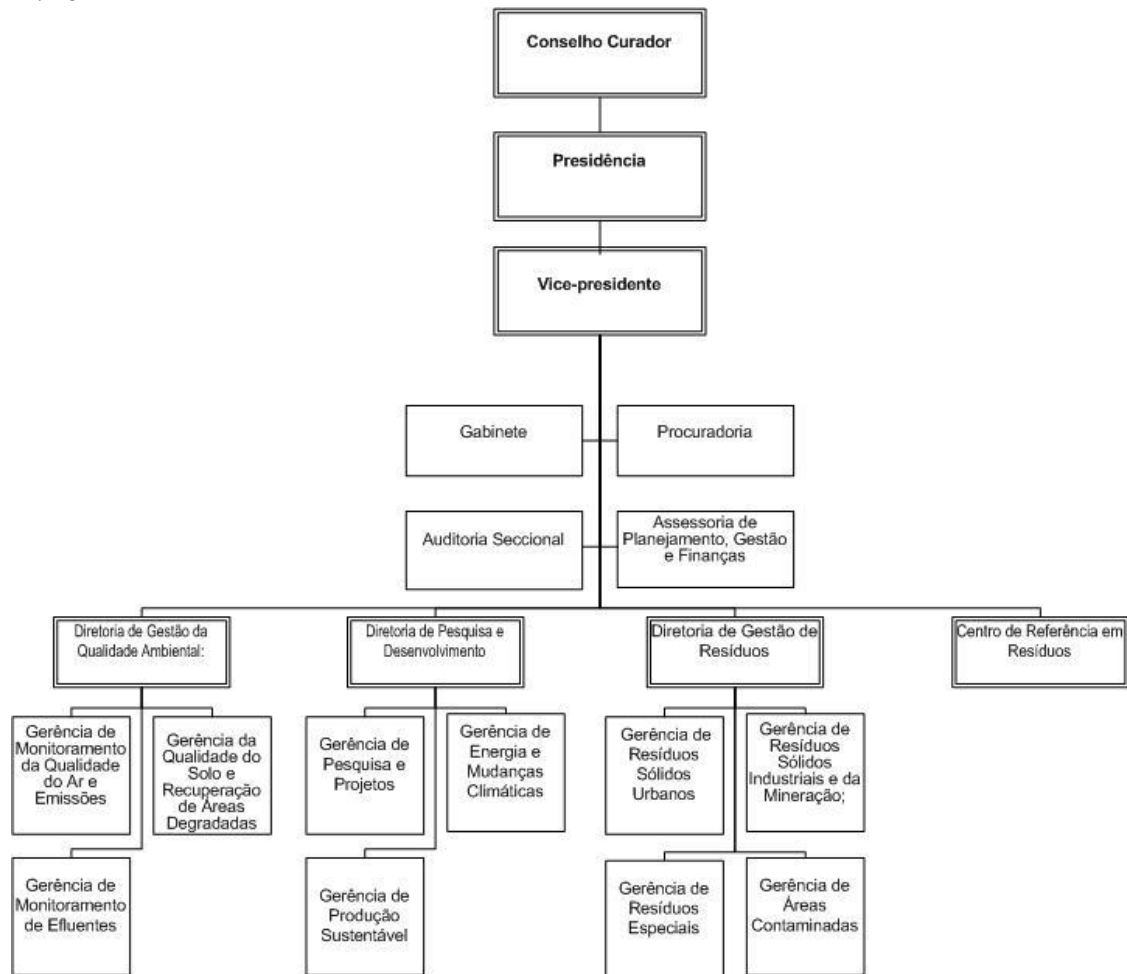 Conselho Curador
Presidência
Vice-presidente
Gabinete
Procuradoria
Auditoria Seccional
Assessoria de
Planejamento, Gestão
e Finanças
Diretoria de Gestão da
Qualidade Ambiental:
Diretoria de Pesquisa e
Desenvolvimento
Diretoria de Gestão de
Resíduos
Centro de Referência em
Resíduos
Gerência de
Monitoramento
da Qualidade
do Ar e
Emissões
Gerência da
Qualidade do
Solo e
Recuperação
de Áreas
Degradadas
Gerência de
Pesquisa e
Projetos
Gerência de
Energia e
Mudanças
Climáticas
Gerência de
Resíduos
Sólidos
Urbanos
Gerência de
Resíduos
Sólidos
Industriais e da
Mineração;
Gerência de
Monitoramento
de Efluentes
Gerência de
Produção
Sustentável
Gerência de
Resíduos
Especiais
Gerência de
Áreas
Contaminadas